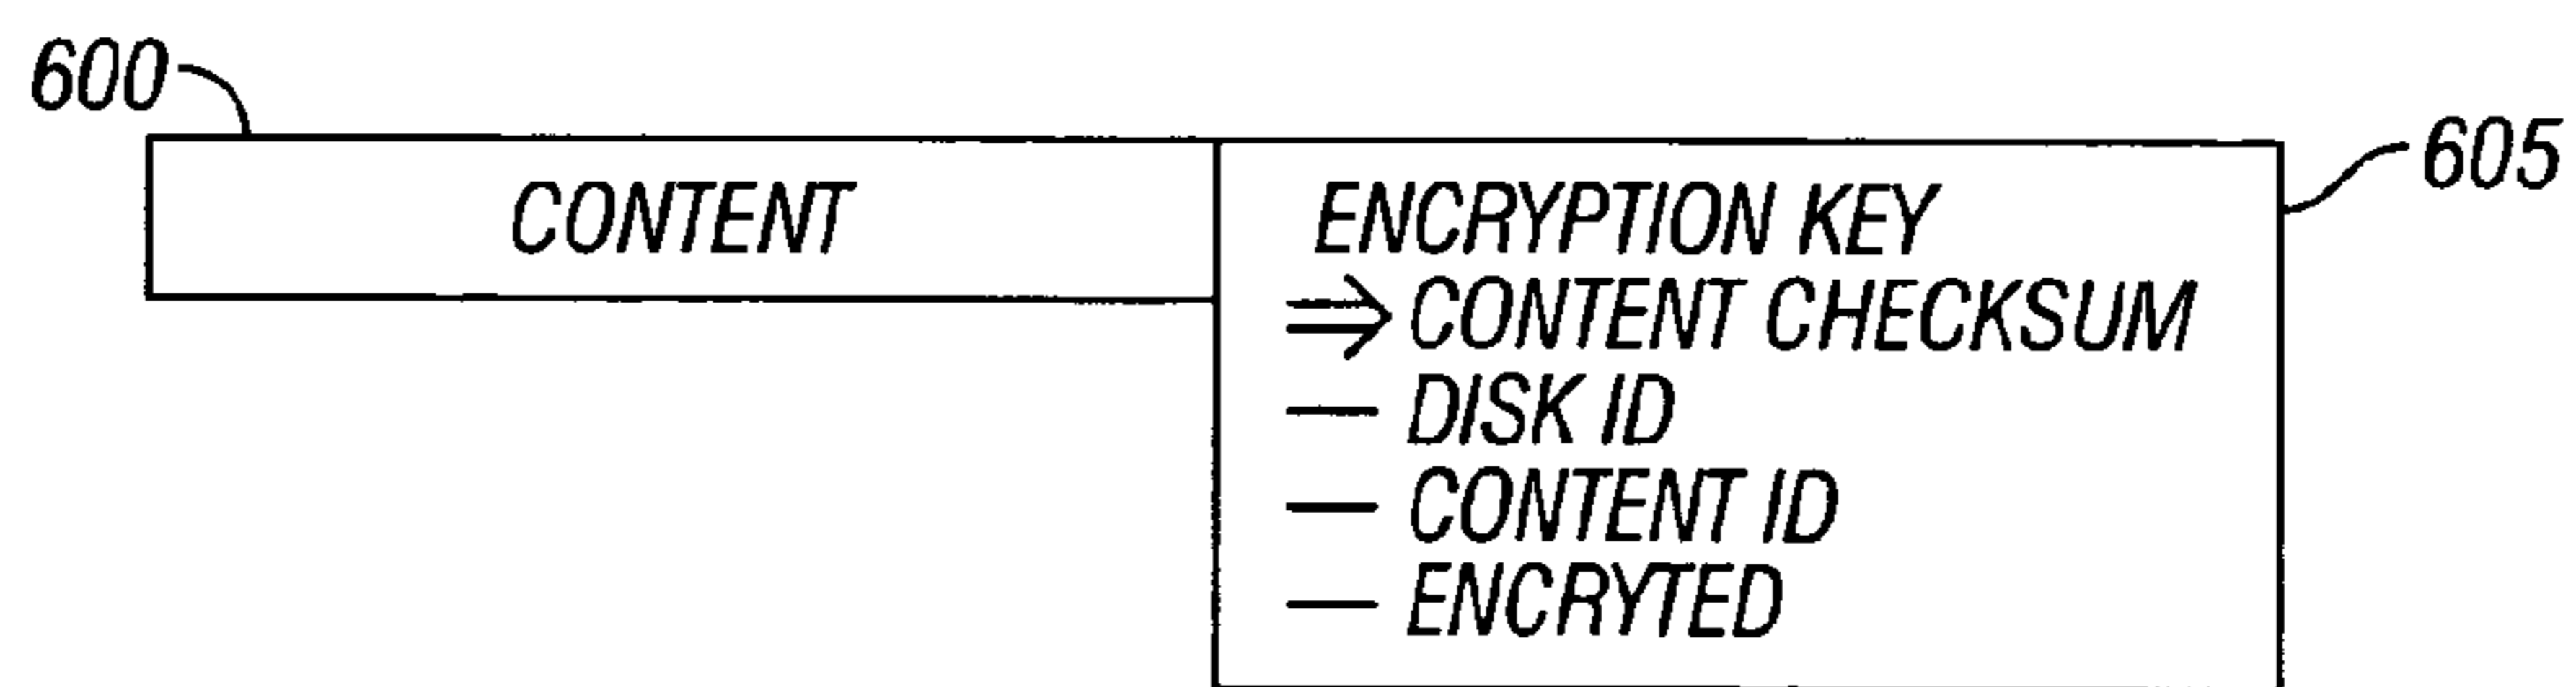 600
605
CONTENT
ENCRYPTION KEY
⇒ CONTENT CHECKSUM
— DISK ID
— CONTENT ID
— ENCRYTED